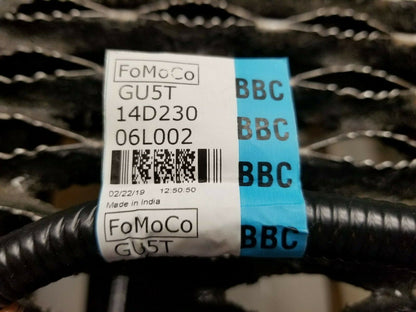 FoMoCo
GU5T
14D230
06L002
02/22/19 12:50:50
Made in India
FoMoCo
GU5T
BBC
BBC
BBC
BBC